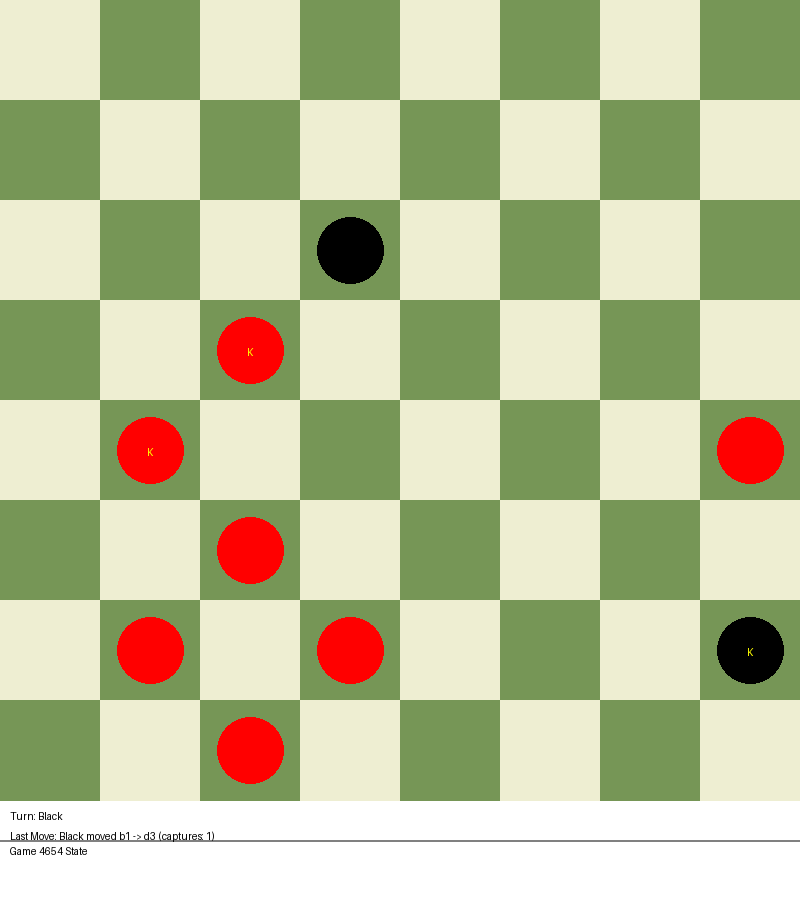 K
K
K
Turn: Black
Last Move: Black moved b1 -> d3 (captures: 1)
Game 4654 State